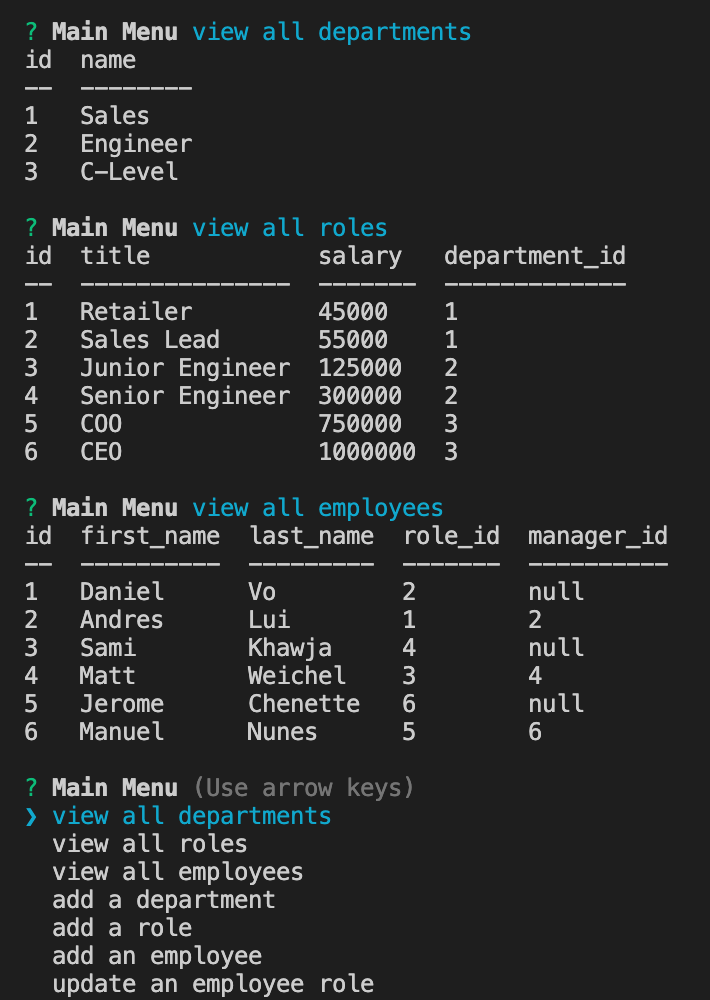 ? Main Menu view all departments
id  name
--  --------
1   Sales
2   Engineer
3   C-Level
? Main Menu view all roles
id  title            salary   department_id
--  ---------------  -------  -------------
1   Retailer         45000    1
2   Sales Lead       55000    1
3   Junior Engineer  125000   2
4   Senior Engineer  300000   2
5   COO              750000   3
6   CEO              1000000  3
? Main Menu view all employees
id  first_name  last_name  role_id  manager_id
--  ----------  ---------  -------  ----------
1   Daniel      Vo         2        null
2   Andres      Lui        1        2
3   Sami        Khawja     4        null
4   Matt        Weichel    3        4
5   Jerome      Chenette   6        null
6   Manuel      Nunes      5        6
? Main Menu (Use arrow keys)
❯ view all departments
  view all roles
  view all employees
  add a department
  add a role
  add an employee
  update an employee role